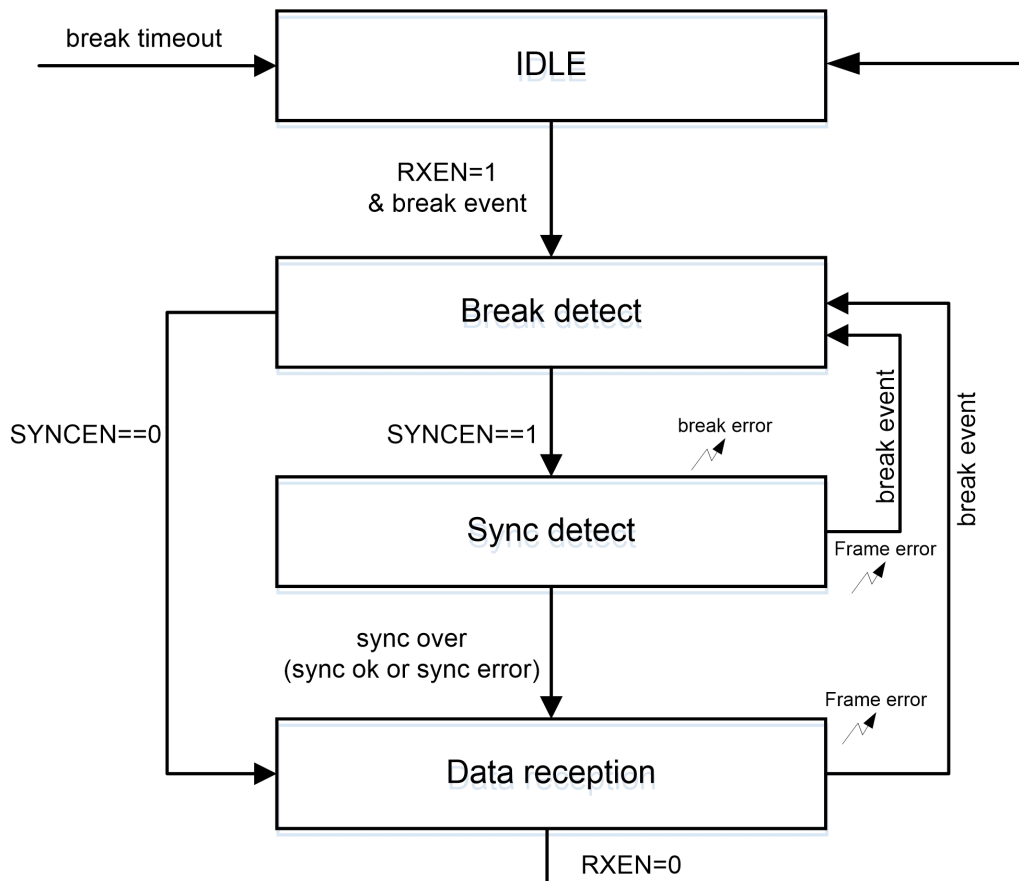 break timeout
IDLE
RXEN=1
& break event
Break detect
SYNCEN==0
SYNCEN==1
break error
break event
break event
Sync detect
Frame error
sync over
(sync ok or sync error)
Frame error
Data reception
RXEN=0